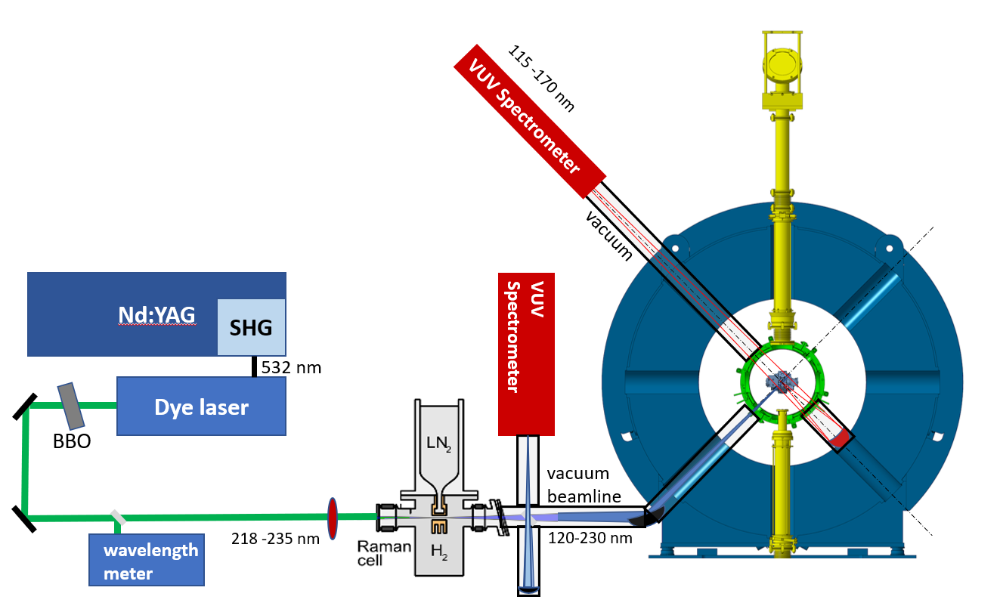 115 -170 nm
VUV Spectrometer
vacuum
Nd:YAG
SHG
532 nm
Dye laser
BBO
VUV
Spectrometer
LN₂
vacuum
beamline
218 -235 nm
120-230 nm
Raman
cell
H₂
wavelength
meter